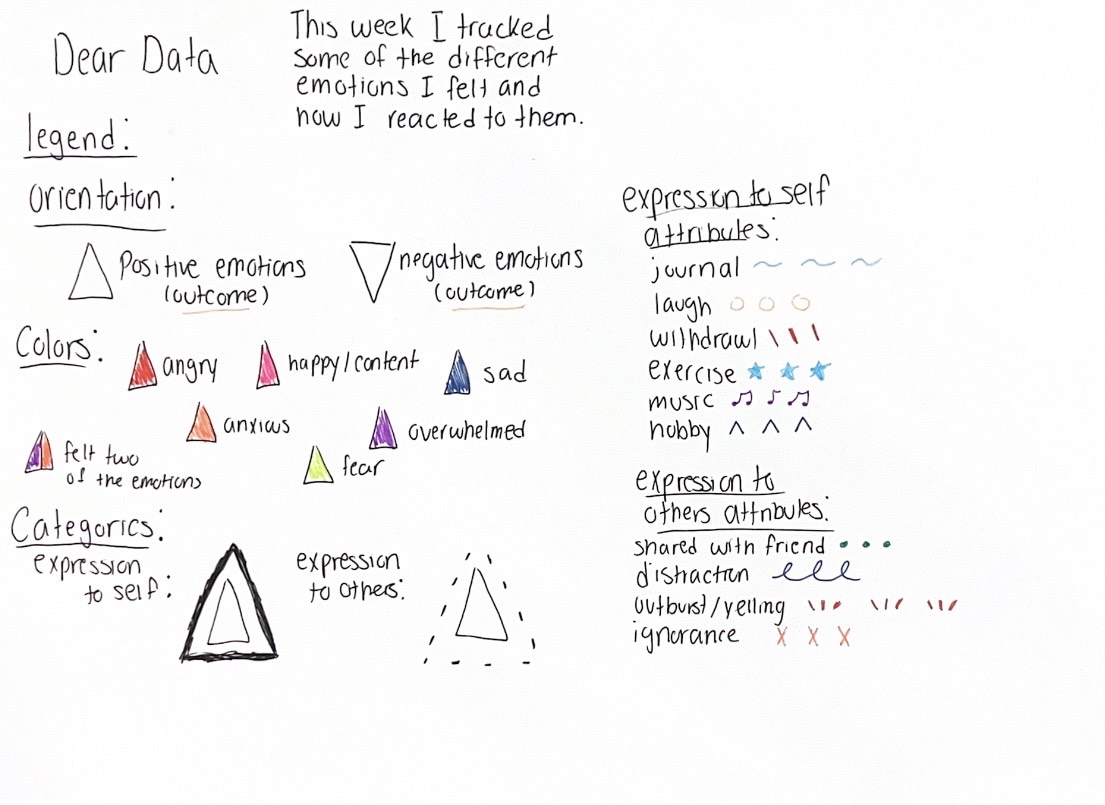 Dear Data
This week I tracked
some of the different
emotions I felt and
how I reacted to them.
legend:
orientation:
Positive emotions
(outcome)
negative emotions
(outcome)
Colors:
angry
happy/content
sad
anxious
overwhelmed
felt two
of the emotions
fear
Categories:
expression
to self:
expression
to others:
expression to self
attributes:
journal
laugh
withdrawl
exercise
music
hobby
expression to
others attributes:
shared with friend
distraction
outburst/yelling
ignorance